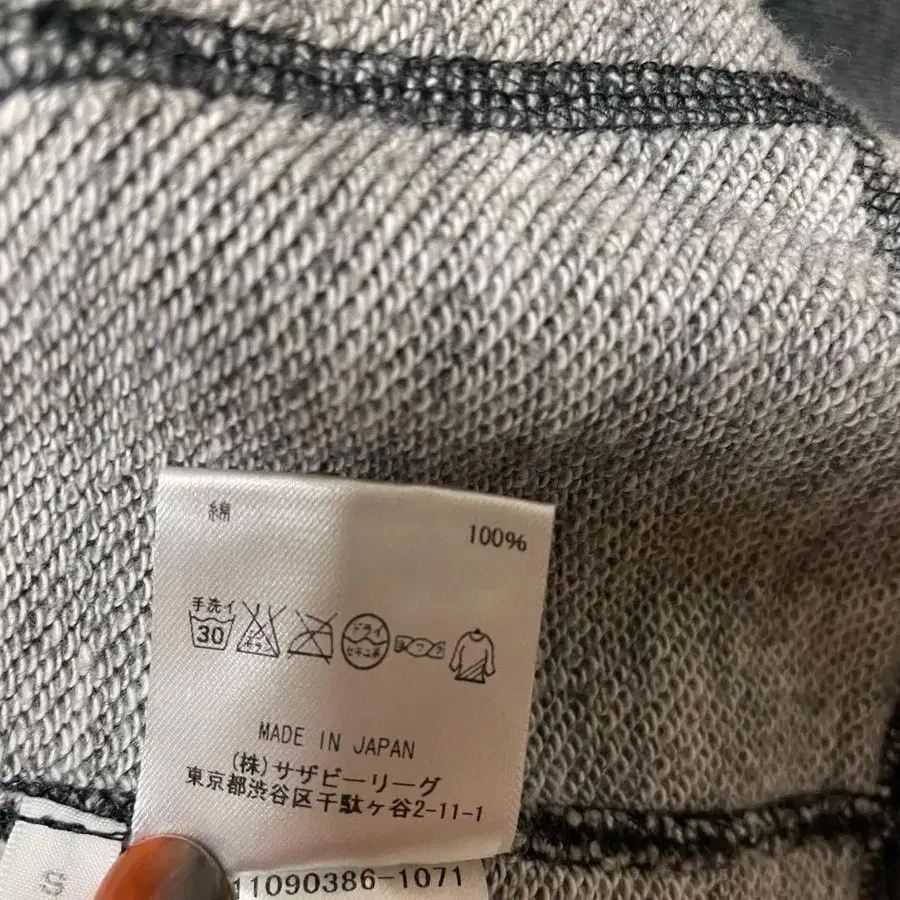 綿 100%
手洗イ
30
ドライ
セキユ系
MADE IN JAPAN
(株)サザビーリーグ
東京都渋谷区千駄ヶ谷2-11-1
11090386-1071
S